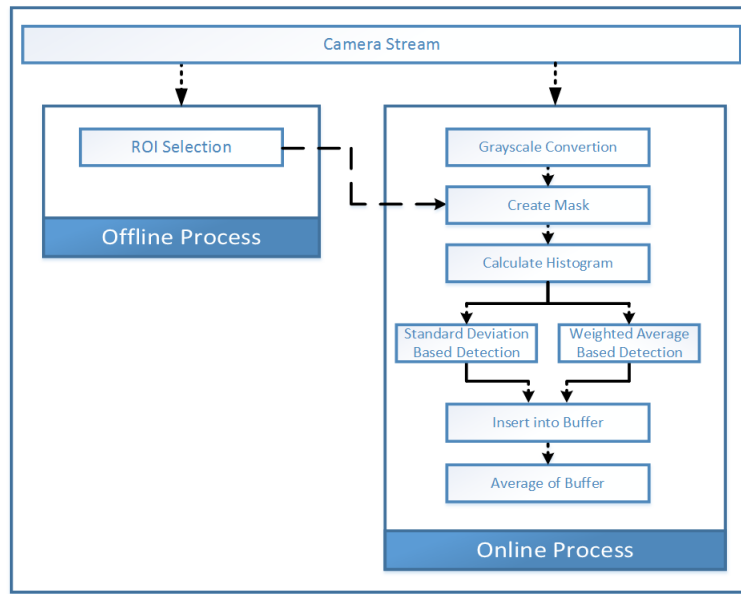 Camera Stream
ROI Selection
Offline Process
Grayscale Convertion
Create Mask
Calculate Histogram
Standard Deviation
Based Detection
Weighted Average
Based Detection
Insert into Buffer
Average of Buffer
Online Process